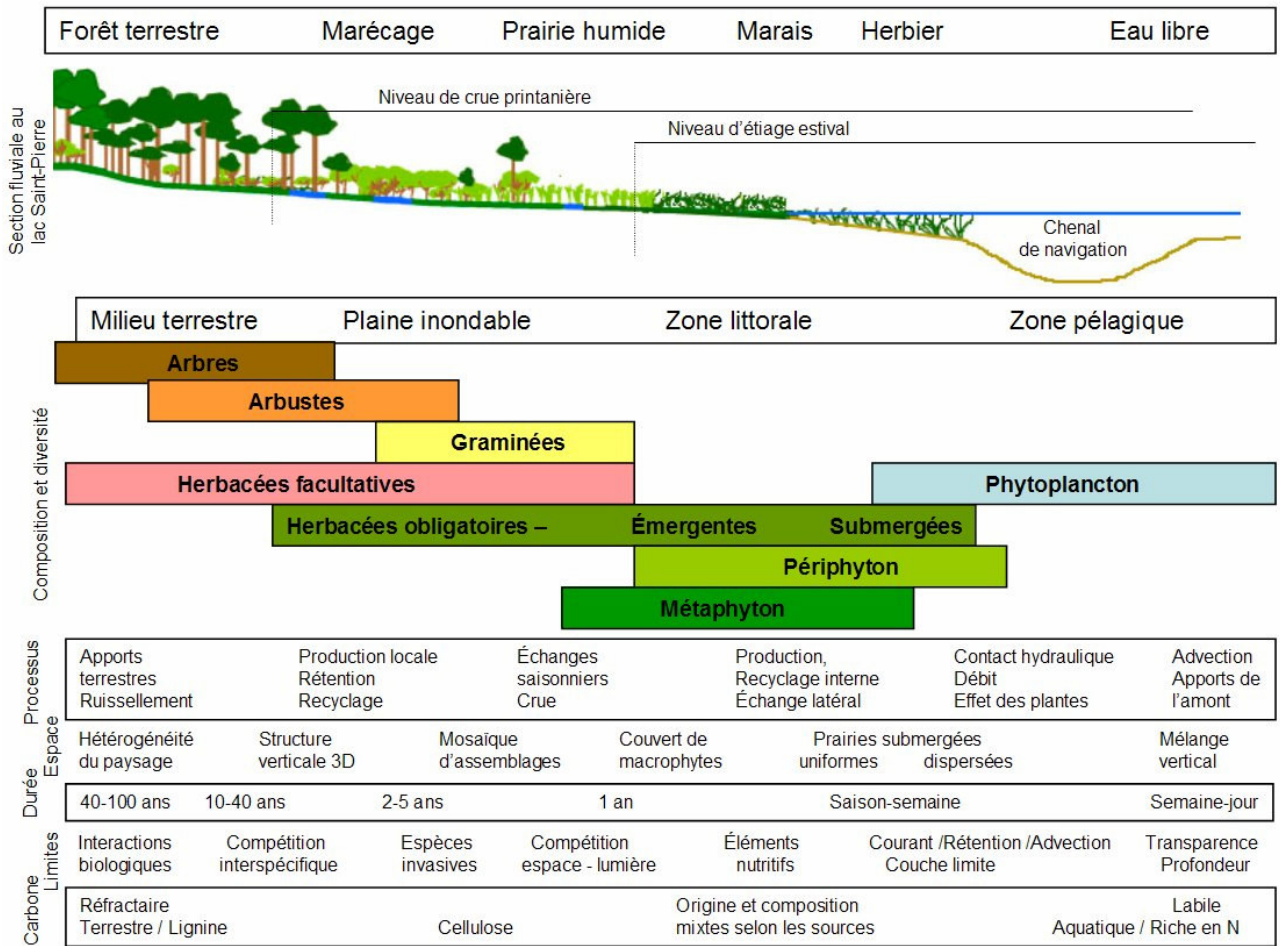 Forêt terrestre Marécage Prairie humide Marais Herbier Eau libre
Section fluviale au
lac Saint-Pierre
Niveau de crue printanière
Niveau d'étiage estival
Chenal
de navigation
Milieu terrestre Plaine inondable Zone littorale Zone pélagique
Composition et diversité
Arbres
Arbustes
Graminées
Herbacées facultatives Phytoplancton
Herbacées obligatoires – Émergentes Submergées
Périphyton
Métaphyton
Processus
Apports Production locale Échanges Production, Contact hydraulique Advection
terrestres Rétention saisonniers Recyclage interne Débit Apports de
Ruissellement Recyclage Crue Échange latéral Effet des plantes l'amont
Espace
Hétérogénéité Structure Mosaïque Couvert de Prairies submergées Mélange
du paysage verticale 3D d'assemblages macrophytes uniformes dispersées vertical
Durée
40-100 ans 10-40 ans 2-5 ans 1 an Saison-semaine Semaine-jour
Limites
Interactions Compétition Espèces Compétition Éléments Courant /Rétention /Advection Transparence
biologiques interspécifique invasives espace - lumière nutritifs Couche limite Profondeur
Carbone
Réfractaire Origine et composition Labile
Terrestre / Lignine Cellulose mixtes selon les sources Aquatique / Riche en N